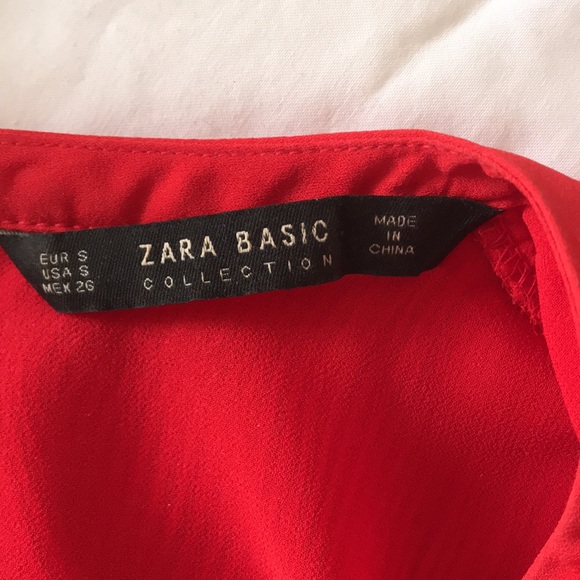 EUR S
USA S
MEX 26
ZARA BASIC
COLLECTION
MADE
IN
CHINA